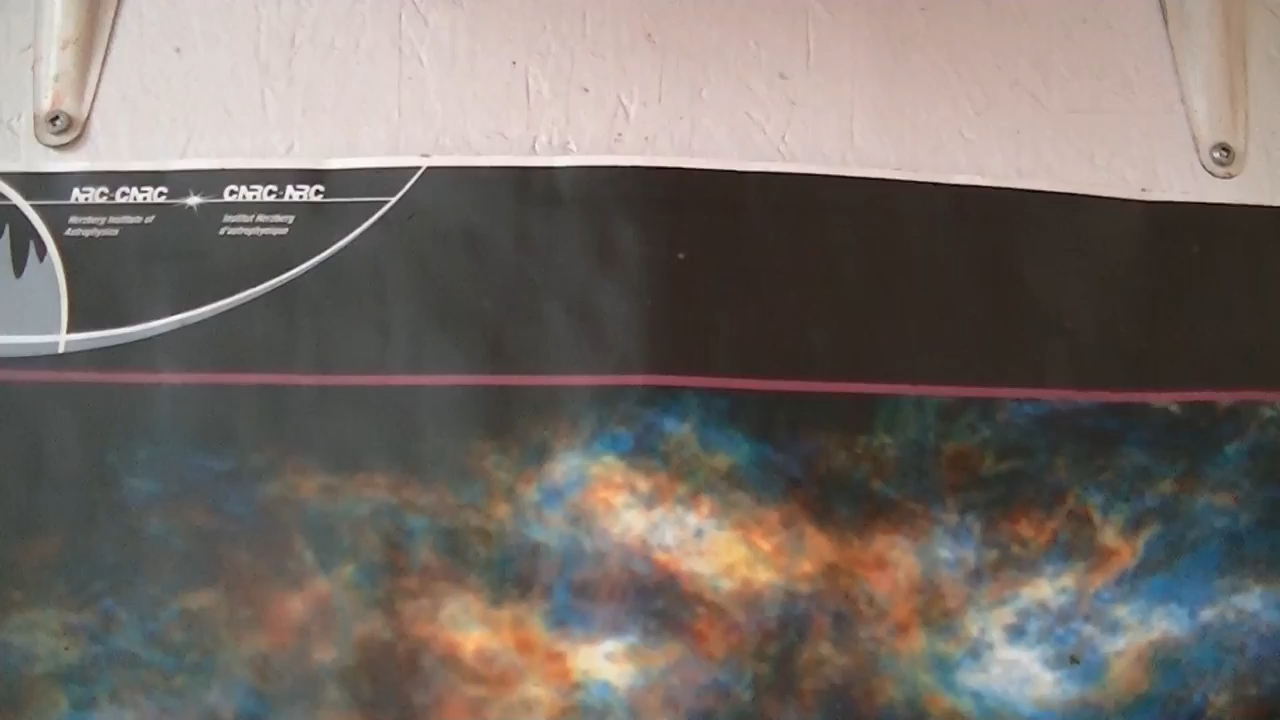 NRC·CNRC
Herzberg Institute of
Astrophysics
CNRC·NRC
Institut Herzberg
d'astrophysique